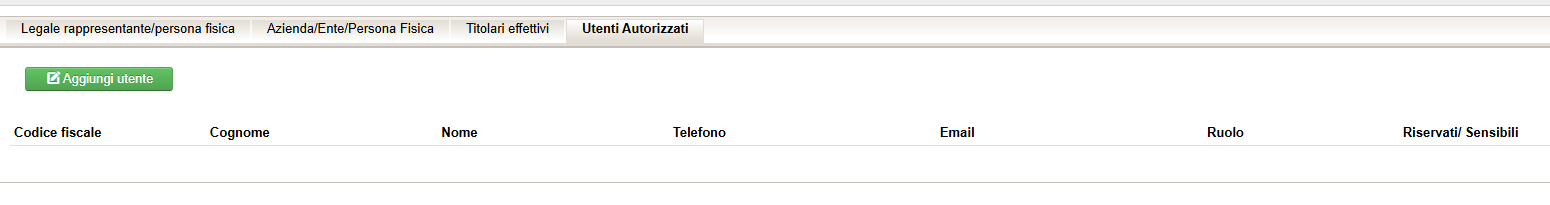 Legale rappresentante/persona fisica Azienda/Ente/Persona Fisica Titolari effettivi Utenti Autorizzati
Aggiungi utente
Codice fiscale Cognome Nome Telefono Email Ruolo Riservati/ Sensibili